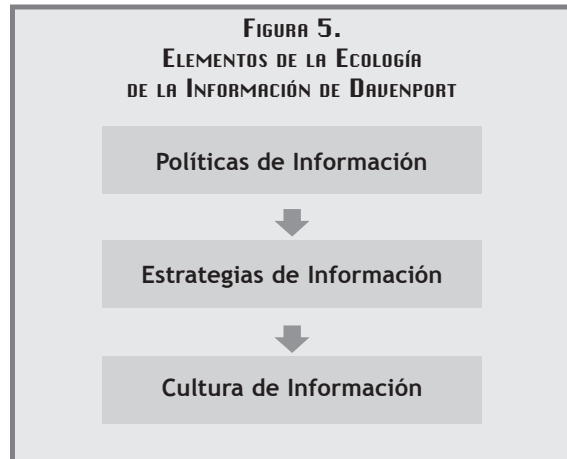 Figura 5.
Elementos de la Ecología
de la Información de Davenport
Políticas de Información
Estrategias de Información
Cultura de Información